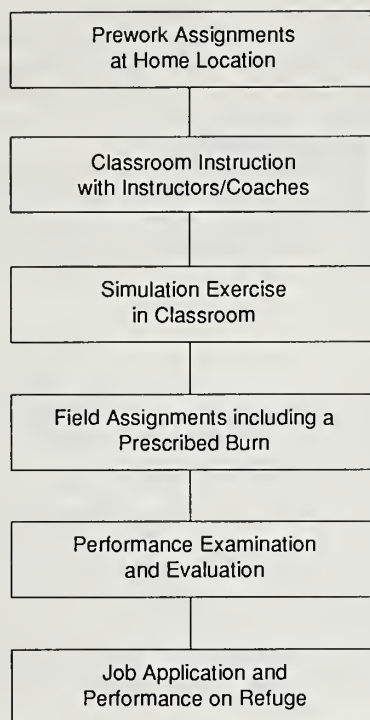 Prework Assignments
at Home Location
Classroom Instruction
with Instructors/Coaches
Simulation Exercise
in Classroom
Field Assignments including a
Prescribed Burn
Performance Examination
and Evaluation
Job Application and
Performance on Refuge